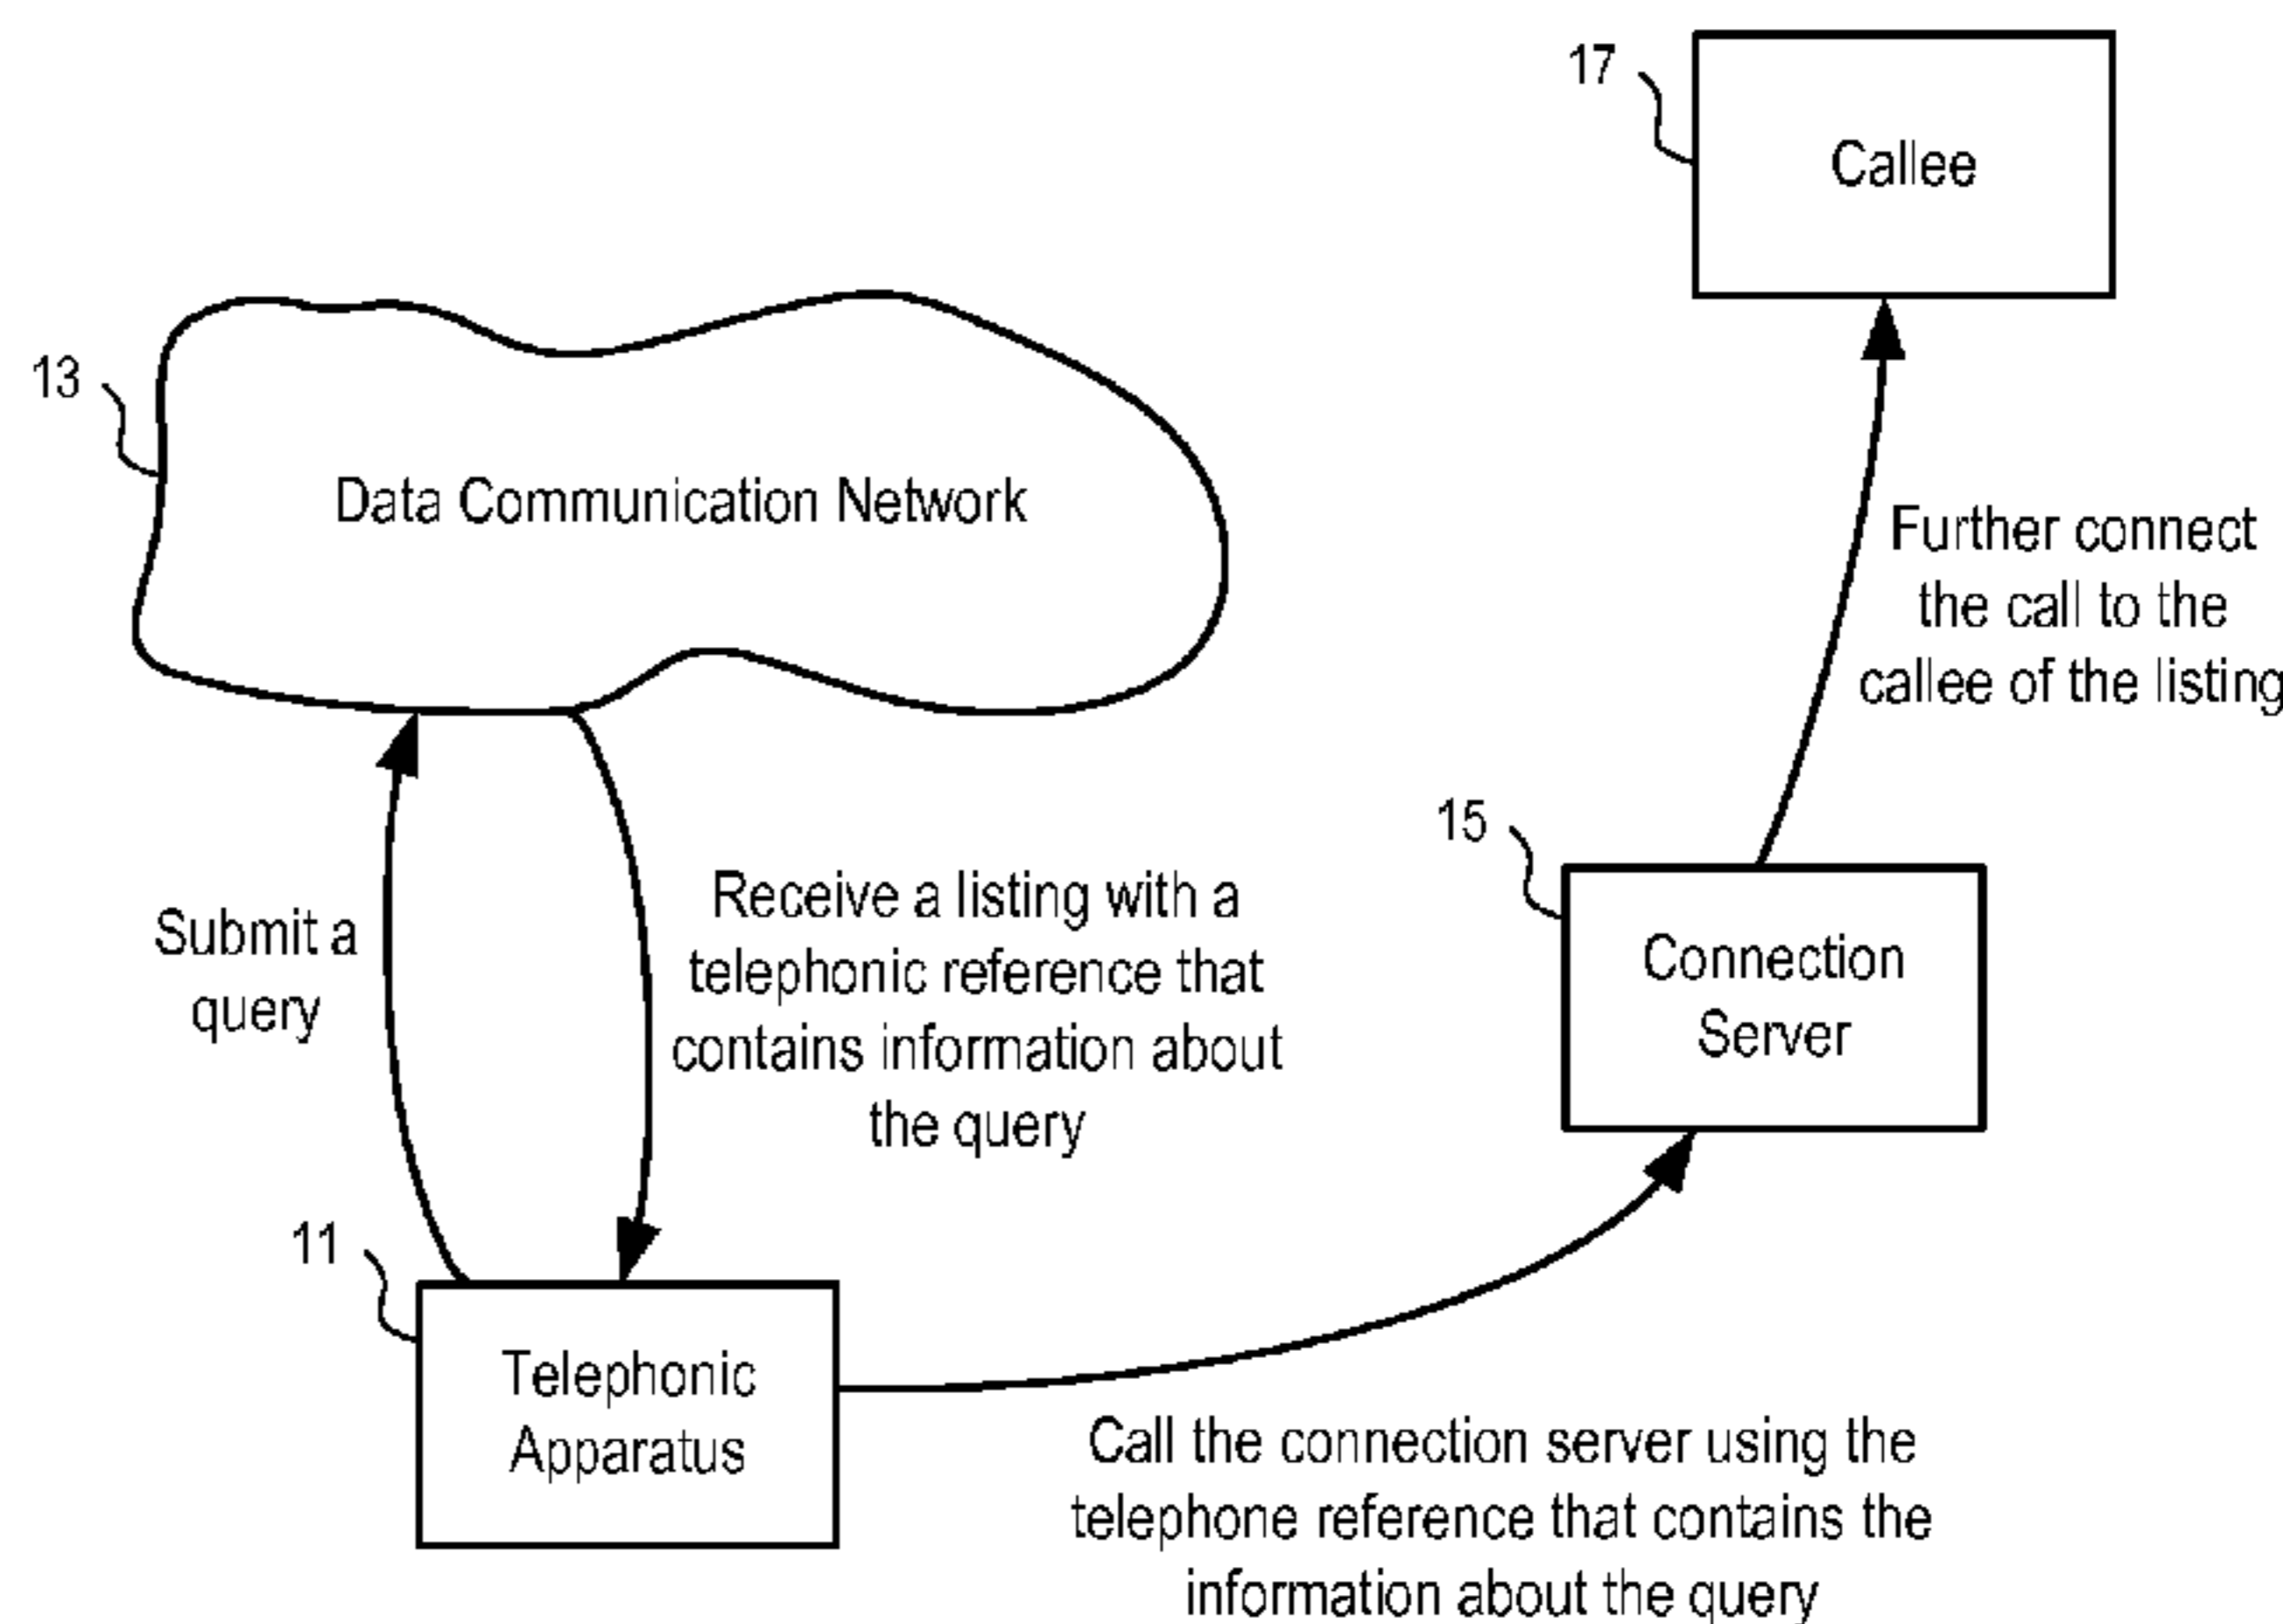 17
Callee
13
Data Communication Network
Further connect
the call to the
callee of the listing
15
Connection
Server
Submit a
query
Receive a listing with a
telephonic reference that
contains information about
the query
11
Telephonic
Apparatus
Call the connection server using the
telephone reference that contains the
information about the query